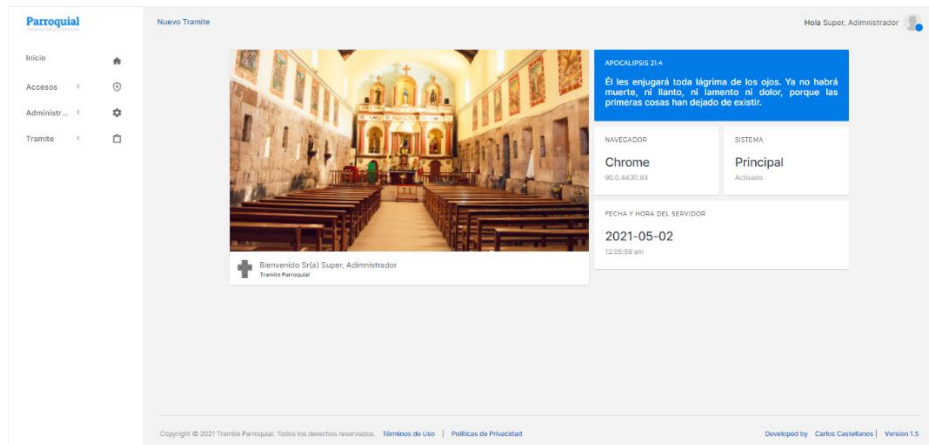 Parroquial
Nuevo Tramite
Hola Super, Adimnistrador
Inicio
Accesos
Administr...
Tramite
APOCALIPSIS 21:4
Él les enjugará toda lágrima de los ojos. Ya no habrá
muerte, ni llanto, ni lamento ni dolor, porque las
primeras cosas han dejado de existir.
NAVEGADOR
Chrome
90.0.4430.93
SISTEMA
Principal
Activado
FECHA Y HORA DEL SERVIDOR
2021-05-02
12:05:59 am
Bienvenido Sr(a) Super, Adimnistrador
Tramite Parroquial
Copyright © 2021 Tramite Parroquial. Todos los derechos reservados. Términos de Uso | Políticas de Privacidad
Developed by Carlos Castellanos | Version 1.5